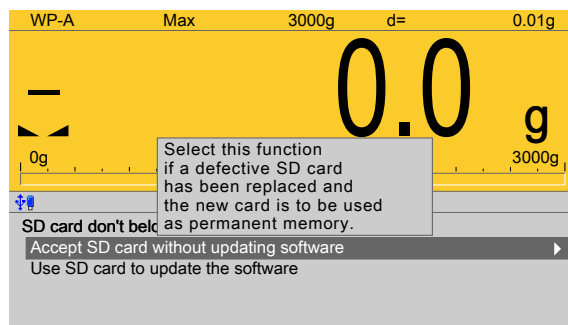 WP-A Max 3000g d= 0.01g
– 0.0 g
0g 3000g
Select this function
if a defective SD card
has been replaced and
the new card is to be used
as permanent memory.
SD card don't belo
Accept SD card without updating software
Use SD card to update the software